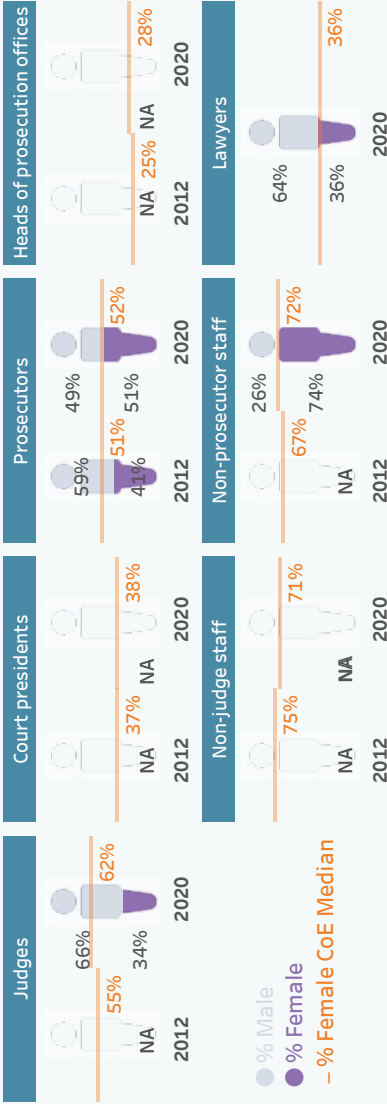 Judges
66%
34%
62%
55%
NA
2012
2020
Court presidents
37%
38%
NA
NA
2012
2020
Prosecutors
59%
41%
51%
49%
51%
52%
2012
2020
Heads of prosecution offices
25%
28%
NA
NA
2012
2020
% Male
% Female
% Female CoE Median
Non-judge staff
75%
71%
NA
NA
2012
2020
Non-prosecutor staff
67%
NA
26%
74%
72%
2012
2020
Lawyers
64%
36%
36%
2020